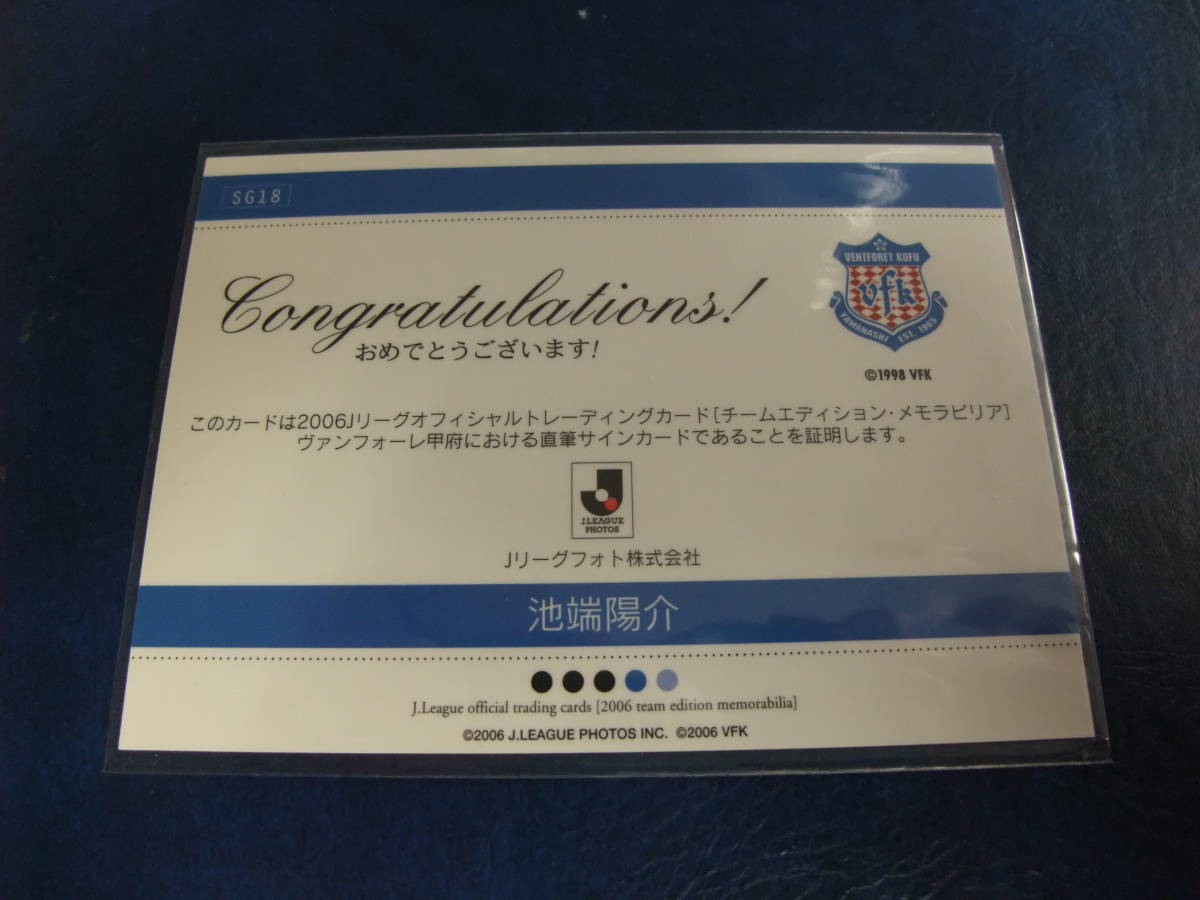 SG18
VENTFORET KOFU
vfk
YAMANASHI EST. 1965
©1998 VFK
Congratulations!
おめでとうございます!
このカードは2006Jリーグオフィシャルトレーディングカード[チームエディション・メモラビリア]
ヴァンフォーレ甲府における直筆サインカードであることを証明します。
J.LEAGUE
PHOTOS
Jリーグフォト株式会社
池端陽介
J.League official trading cards [2006 team edition memorabilia]
©2006 J.LEAGUE PHOTOS INC. ©2006 VFK